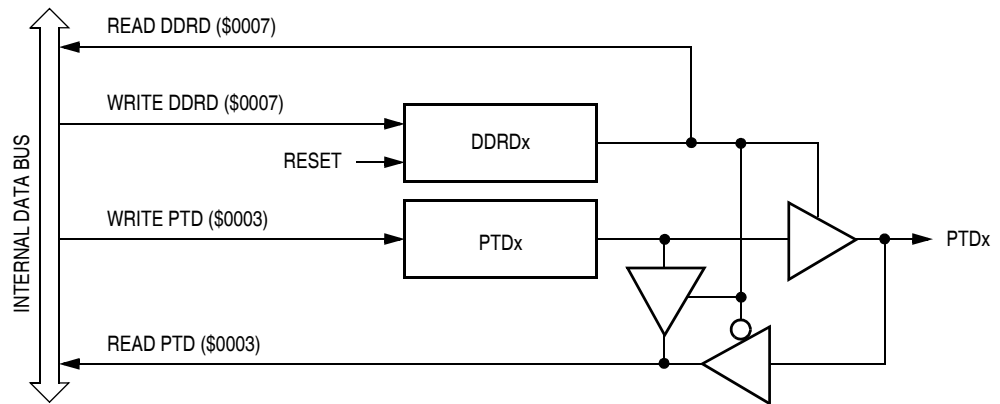 READ DDRD ($0007)
WRITE DDRD ($0007)
DDRDx
RESET
WRITE PTD ($0003)
PTDx
PTDx
READ PTD ($0003)
INTERNAL DATA BUS